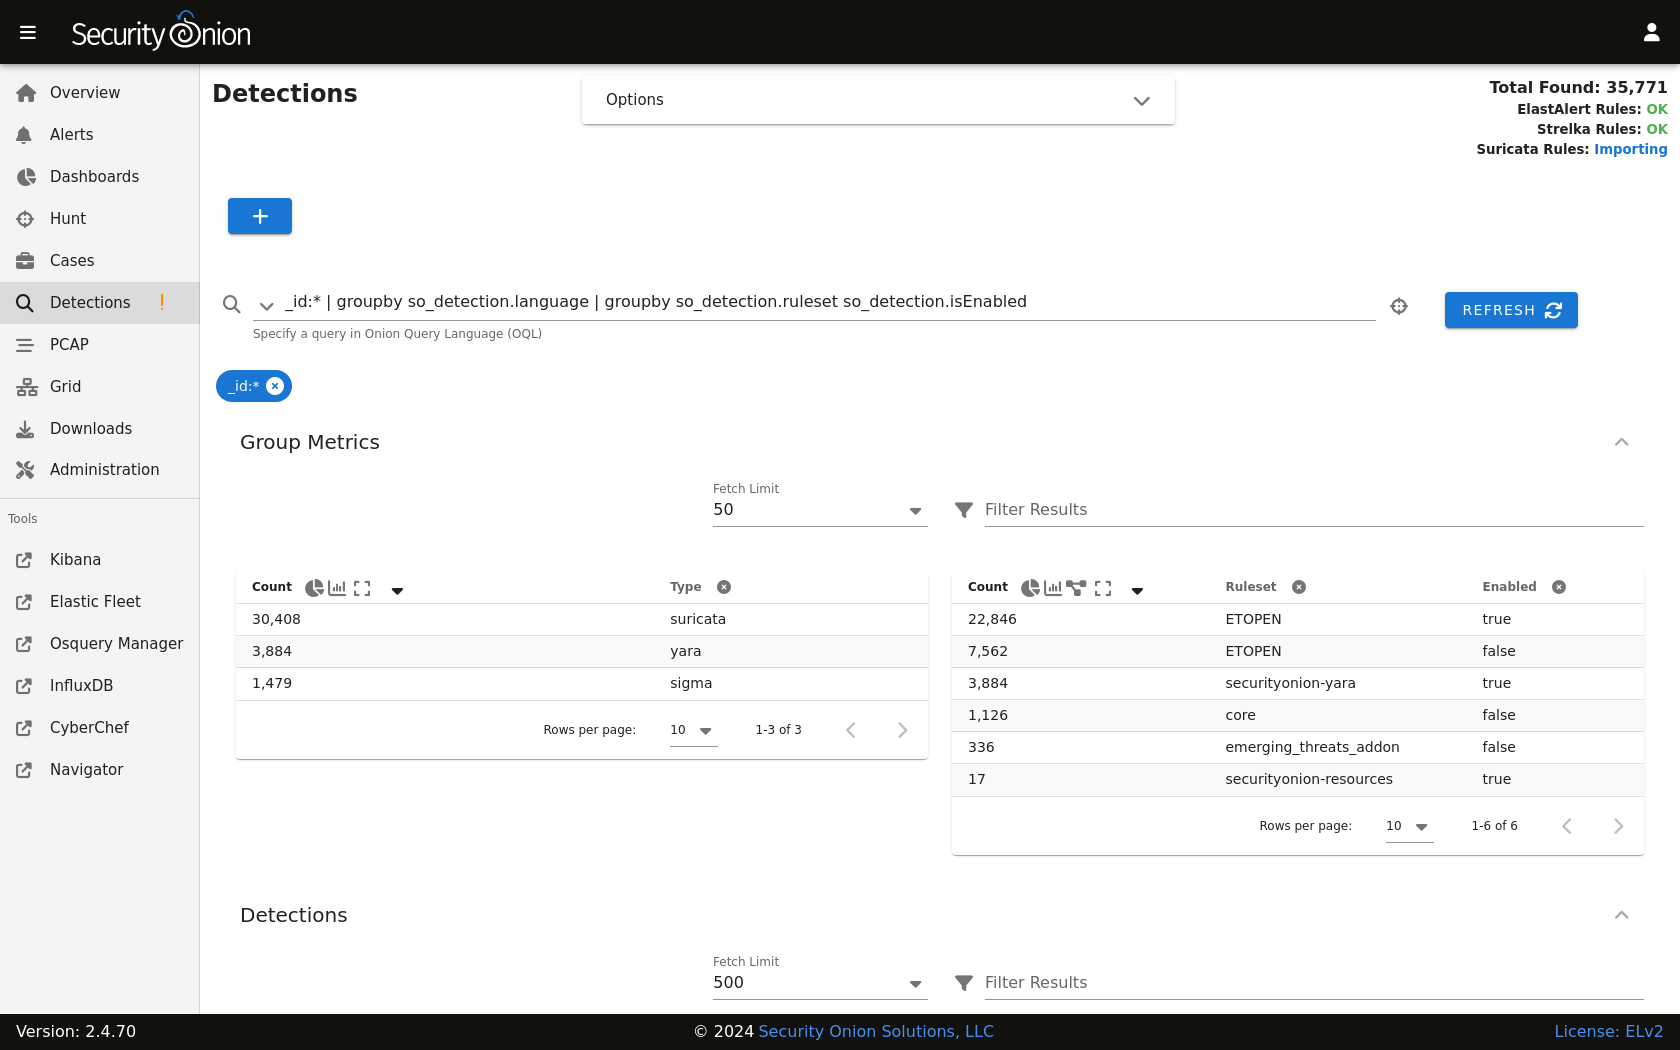 Security Onion
Overview
Alerts
Dashboards
Hunt
Cases
Detections
PCAP
Grid
Downloads
Administration
Tools
Kibana
Elastic Fleet
Osquery Manager
InfluxDB
CyberChef
Navigator
Detections
Options
Total Found: 35,771
ElastAlert Rules: OK
Strelka Rules: OK
Suricata Rules: Importing
_id:* | groupby so_detection.language | groupby so_detection.ruleset so_detection.isEnabled
REFRESH
Specify a query in Onion Query Language (OQL)
_id:*
Group Metrics
Fetch Limit
50
Filter Results
Count Type
30,408 suricata
3,884 yara
1,479 sigma
Rows per page: 10 1-3 of 3
Count Ruleset Enabled
22,846 ETOPEN true
7,562 ETOPEN false
3,884 securityonion-yara true
1,126 core false
336 emerging_threats_addon false
17 securityonion-resources true
Rows per page: 10 1-6 of 6
Detections
Fetch Limit
500
Filter Results
Version: 2.4.70
© 2024 Security Onion Solutions, LLC
License: ELv2